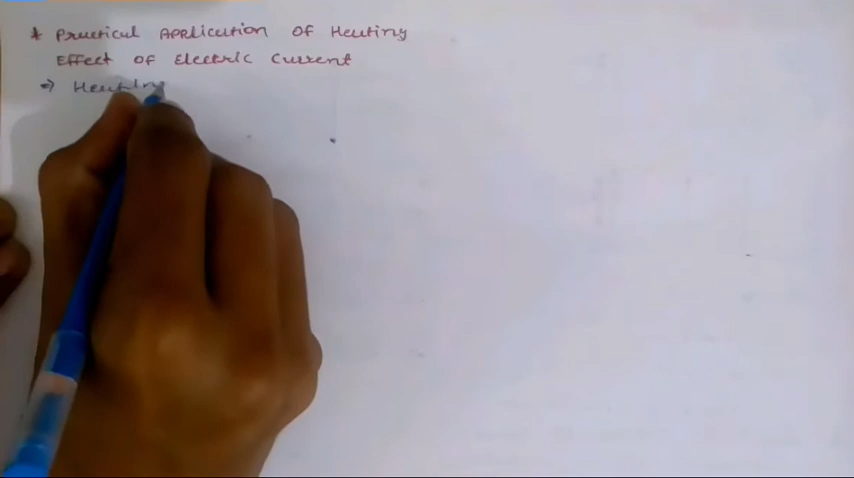 * Practical Application of Heating
Effect of Electric Current
⇒ Heating